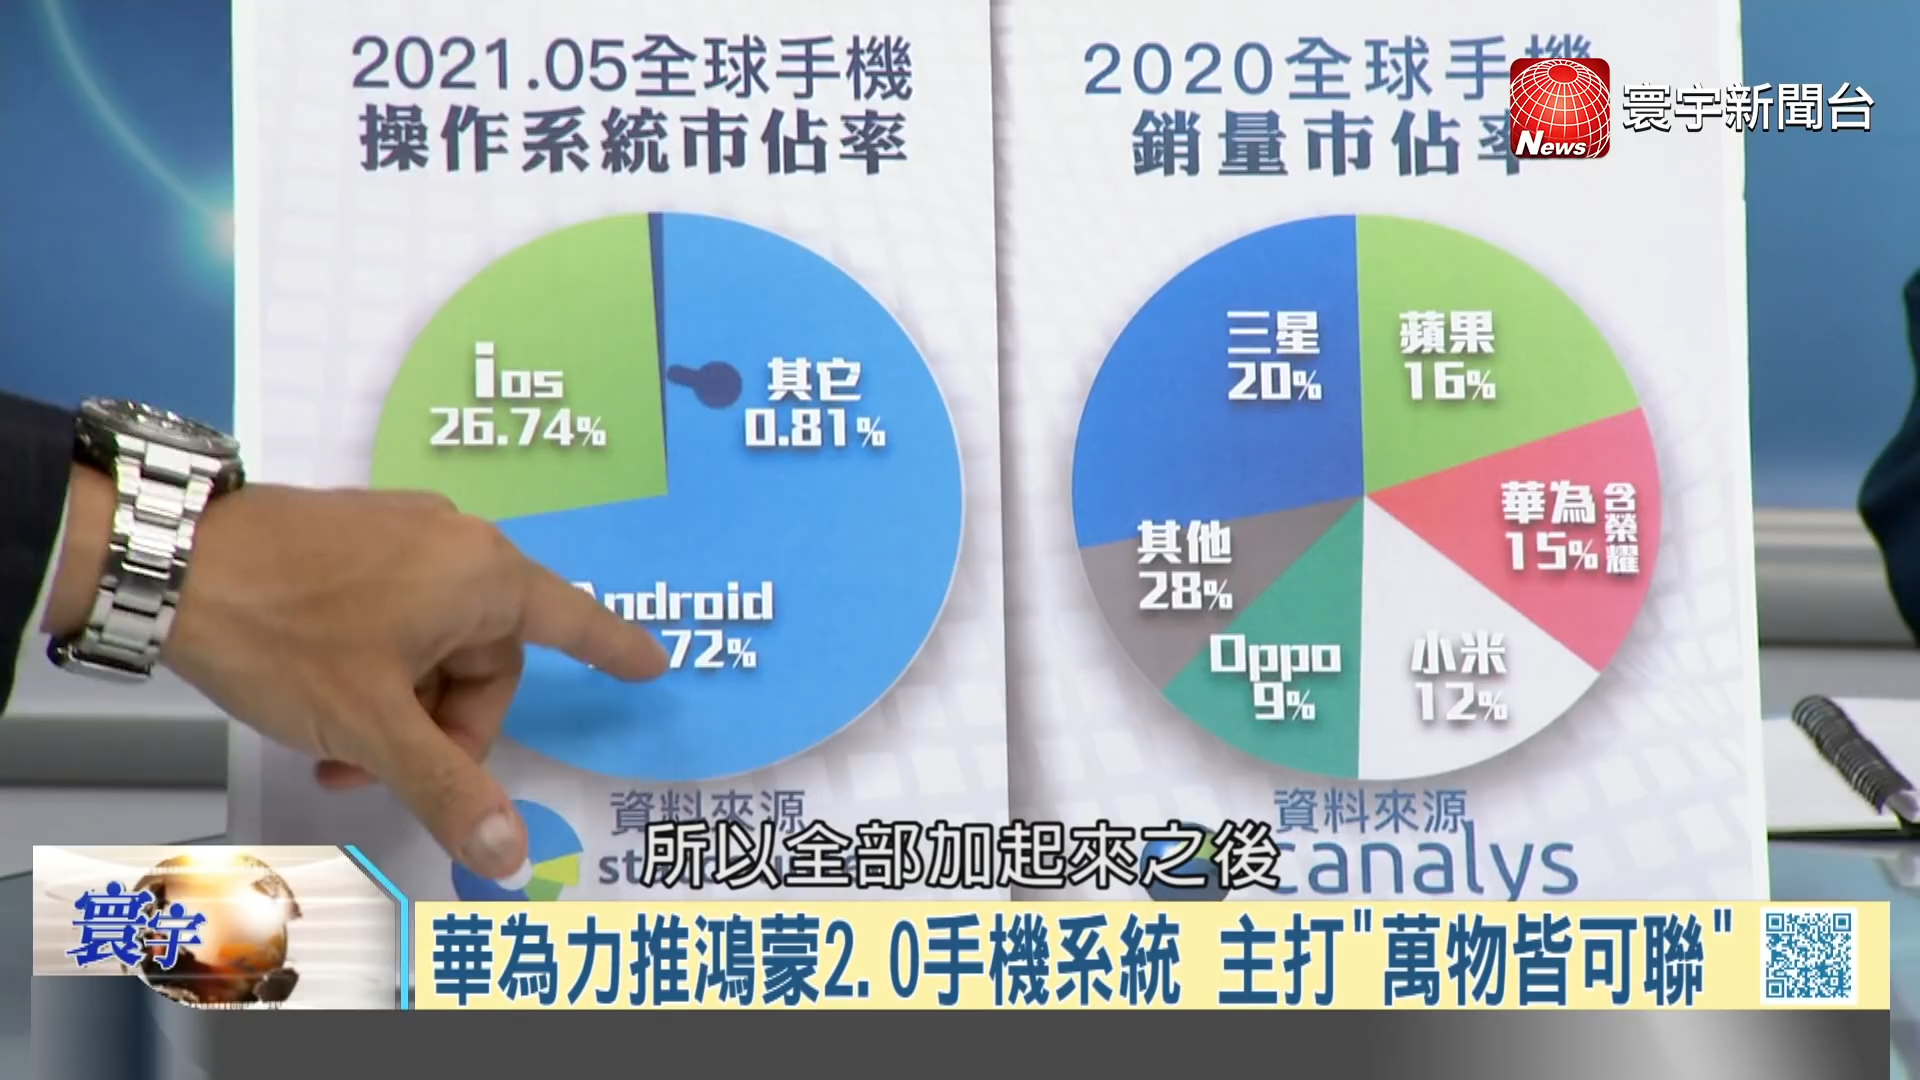 2021.05全球手機
操作系統市佔率
ios
26.74%
其它
0.81%
Android
72%
資料來源
2020全球手機
銷量市佔率
三星
20%
蘋果
16%
華為
15%
含榮耀
其他
28%
Oppo
9%
小米
12%
資料來源
canalys
News
寰宇新聞台
所以全部加起來之後
寰宇
華為力推鴻蒙2.0手機系統 主打"萬物皆可聯"